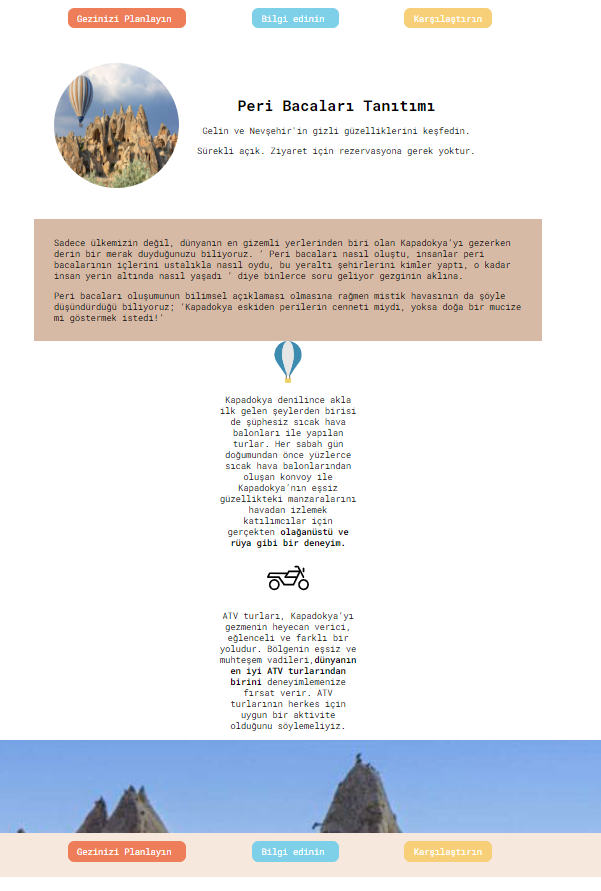 Gezinizi Planlayın
Bilgi edinin
Karşılaştırın
Peri Bacaları Tanıtımı
Gelin ve Nevşehir'in gizli güzelliklerini keşfedin.
Sürekli açık. Ziyaret için rezervasyona gerek yoktur.
Sadece ülkemizin değil, dünyanın en gizemli yerlerinden biri olan Kapadokya'yı gezerken
derin bir merak duyduğunuzu biliyoruz. ' Peri bacaları nasıl oluştu, insanlar peri
bacalarının içlerini ustalıkla nasıl oydu, bu yeraltı şehirlerini kimler yaptı, o kadar
insan yerin altında nasıl yaşadı ' diye binlerce soru geliyor gezginin aklına.
Peri bacaları oluşumunun bilimsel açıklaması olmasına rağmen mistik havasının da şöyle
düşündürdüğü biliyoruz; 'Kapadokya eskiden perilerin cenneti miydi, yoksa doğa bir mucize
mi göstermek istedi!'
Kapadokya denilince akla
ilk gelen şeylerden birisi
de şüphesiz sıcak hava
balonları ile yapılan
turlar. Her sabah gün
doğumundan önce yüzlerce
sıcak hava balonlarından
oluşan konvoy ile
Kapadokya'nın eşsiz
güzellikteki manzaralarını
havadan izlemek
katılımcılar için
gerçekten olağanüstü ve
rüya gibi bir deneyim.
ATV turları, Kapadokya'yı
gezmenin heyecan verici,
eğlenceli ve farklı bir
yoludur. Bölgenin eşsiz ve
muhteşem vadileri,dünyanın
en iyi ATV turlarından
birini deneyimlemenize
fırsat verir. ATV
turlarının herkes için
uygun bir aktivite
olduğunu söylemeliyiz.
Gezinizi Planlayın
Bilgi edinin
Karşılaştırın